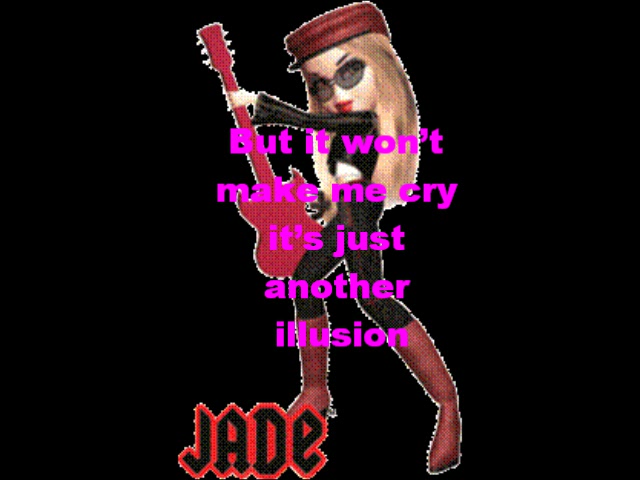 But it won't
make me cry
it's just
another
illusion
JADE